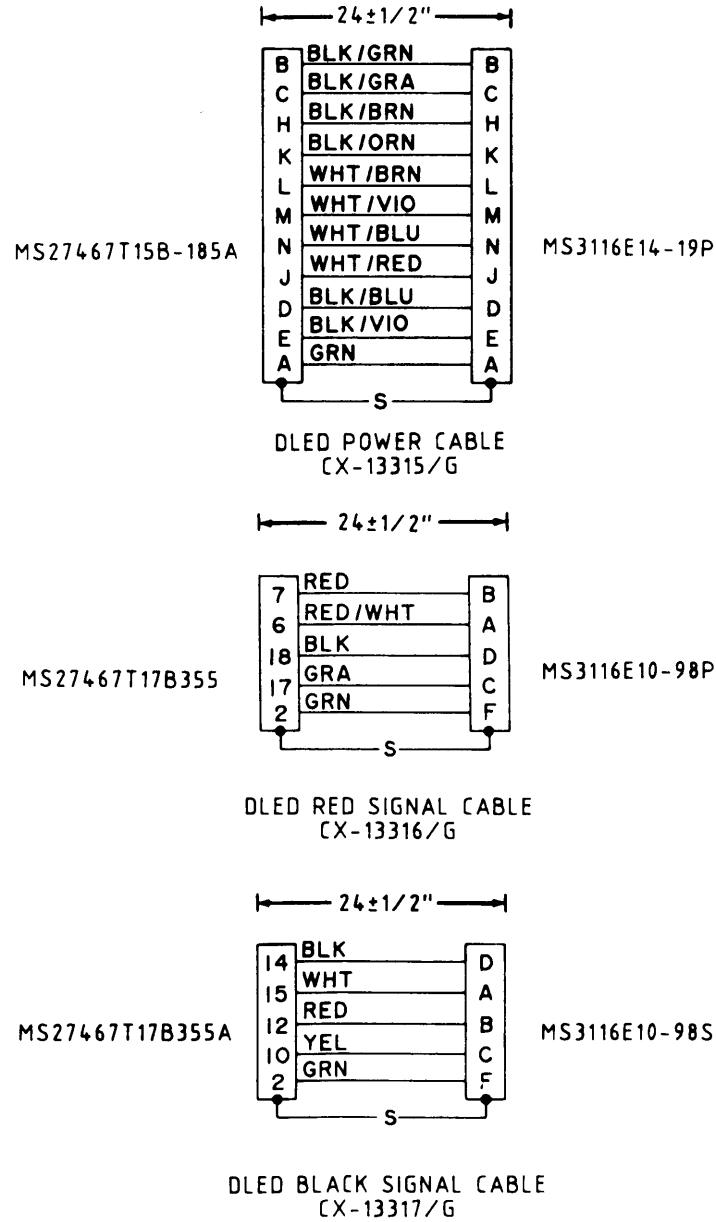 24±1/2"
B BLK/GRN B
C BLK/GRA C
H BLK/BRN H
K BLK/ORN K
L WHT/BRN L
M WHT/VIO M
N WHT/BLU N
J WHT/RED J
D BLK/BLU D
E BLK/VIO E
A GRN A
S
MS27467T15B-185A
MS3116E14-19P
DLED POWER CABLE
CX-13315/G
24±1/2"
7 RED B
6 RED/WHT A
18 BLK D
17 GRA C
2 GRN F
S
MS27467T17B355
MS3116E10-98P
DLED RED SIGNAL CABLE
CX-13316/G
24±1/2"
14 BLK D
15 WHT A
12 RED B
10 YEL C
2 GRN F
S
MS27467T17B355A
MS3116E10-98S
DLED BLACK SIGNAL CABLE
CX-13317/G